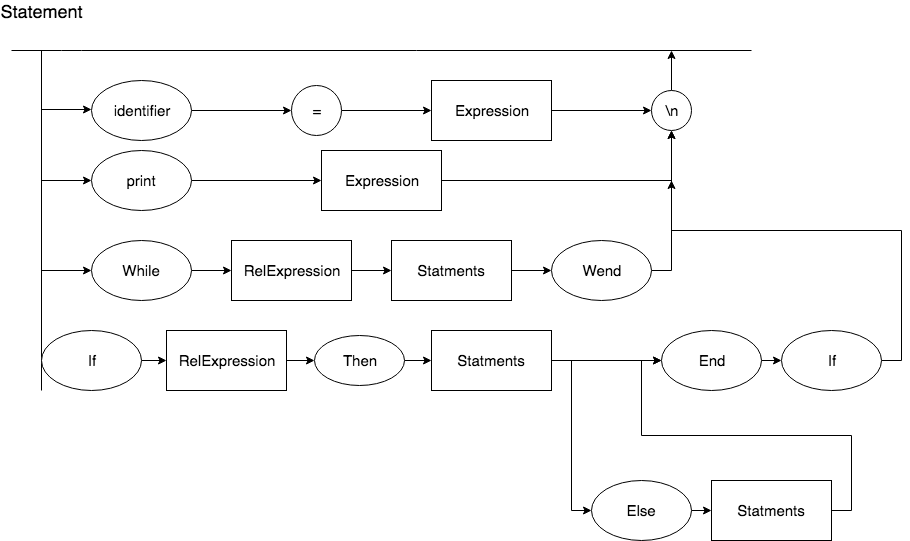 Statement
identifier
=
Expression
\n
print
Expression
While
RelExpression
Statments
Wend
If
RelExpression
Then
Statments
End
If
Else
Statments